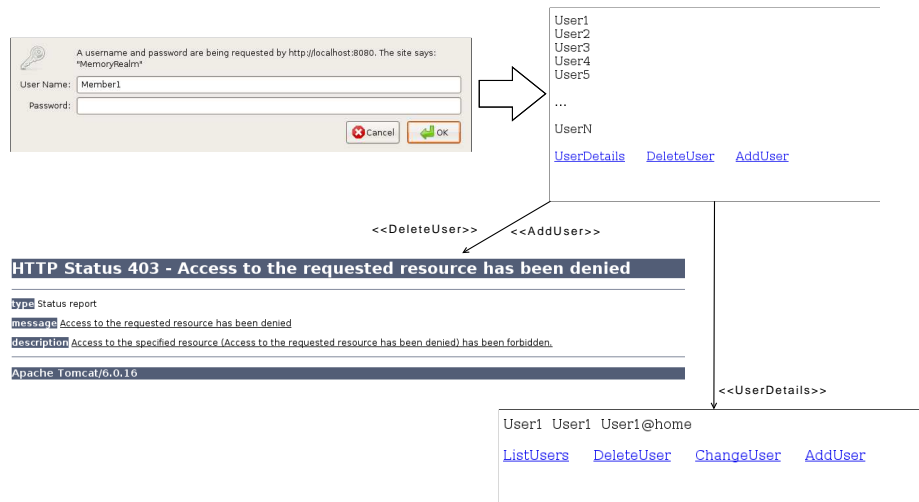 A username and password are being requested by http://localhost:8080. The site says:
"MemoryRealm"
User Name: Member1
Password:
Cancel OK
User1
User2
User3
User4
User5
...
UserN
UserDetails DeleteUser AddUser
<<DeleteUser>> <<AddUser>>
HTTP Status 403 - Access to the requested resource has been denied
type Status report
message Access to the requested resource has been denied
description Access to the specified resource (Access to the requested resource has been denied) has been forbidden.
Apache Tomcat/6.0.16
<<UserDetails>>
User1 User1 User1@home
ListUsers DeleteUser ChangeUser AddUser